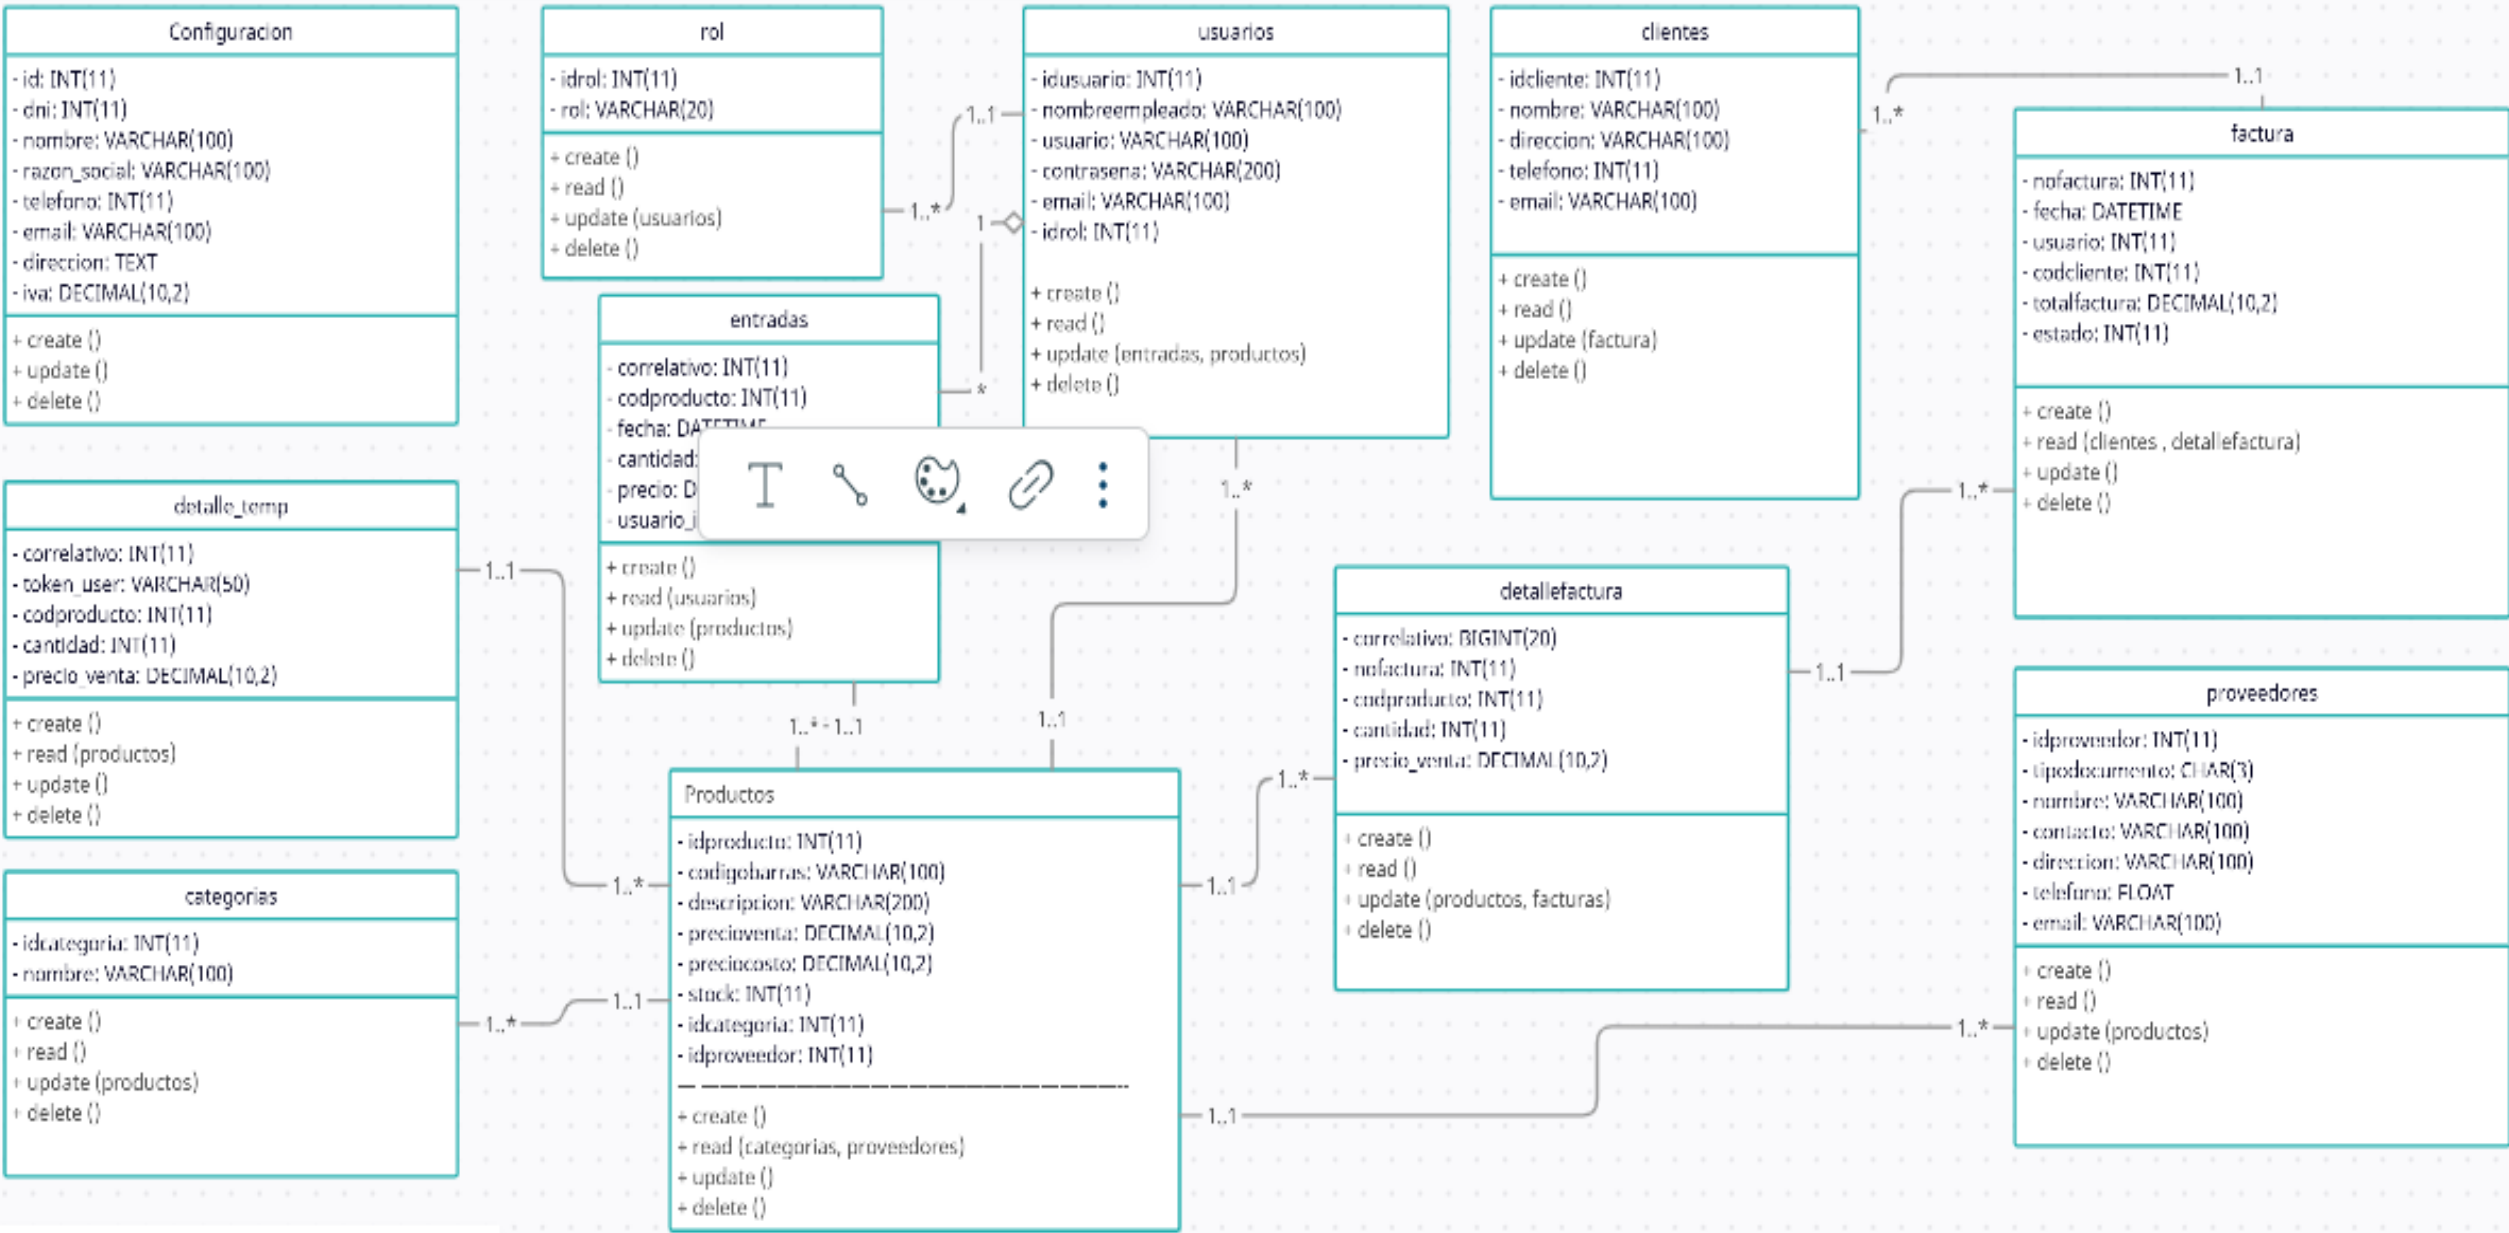 Configuracion
- id: INT(11)
- dni: INT(11)
- nombre: VARCHAR(100)
- razon_social: VARCHAR(100)
- telefono: INT(11)
- email: VARCHAR(100)
- direccion: TEXT
- iva: DECIMAL(10,2)
+ create ()
+ update ()
+ delete ()
rol
- idrol: INT(11)
- rol: VARCHAR(20)
+ create ()
+ read ()
+ update (usuarios)
+ delete ()
1..1
1..*
1
*
usuarios
- idusuario: INT(11)
- nombreempleado: VARCHAR(100)
- usuario: VARCHAR(100)
- contrasena: VARCHAR(200)
- email: VARCHAR(100)
- idrol: INT(11)
+ create ()
+ read ()
+ update (entradas, productos)
+ delete ()
clientes
- idcliente: INT(11)
- nombre: VARCHAR(100)
- direccion: VARCHAR(100)
- telefono: INT(11)
- email: VARCHAR(100)
+ create ()
+ read ()
+ update (factura)
+ delete ()
1..*
1..1
factura
- nofactura: INT(11)
- fecha: DATETIME
- usuario: INT(11)
- codcliente: INT(11)
- totalfactura: DECIMAL(10,2)
- estado: INT(11)
+ create ()
+ read (clientes , detallefactura)
+ update ()
+ delete ()
entradas
- correlativo: INT(11)
- codproducto: INT(11)
- fecha: DATETIME
- cantidad:
- precio: D
- usuario_i
+ create ()
+ read (usuarios)
+ update (productos)
+ delete ()
T
1..*
1..1
1..*
1..1
detalle_temp
- correlativo: INT(11)
- token_user: VARCHAR(50)
- codproducto: INT(11)
- cantidad: INT(11)
- precio_venta: DECIMAL(10,2)
+ create ()
+ read (productos)
+ update ()
+ delete ()
1..1
1..*
detallefactura
- correlativo: BIGINT(20)
- nofactura: INT(11)
- codproducto: INT(11)
- cantidad: INT(11)
- precio_venta: DECIMAL(10,2)
+ create ()
+ read ()
+ update (productos, facturas)
+ delete ()
1..*
1..1
1..*
1..1
proveedores
- idproveedor: INT(11)
- tipodocumento: CHAR(3)
- nombre: VARCHAR(100)
- contacto: VARCHAR(100)
- direccion: VARCHAR(100)
- telefono: FLOAT
- email: VARCHAR(100)
+ create ()
+ read ()
+ update (productos)
+ delete ()
categorias
- idcategoria: INT(11)
- nombre: VARCHAR(100)
+ create ()
+ read ()
+ update (productos)
+ delete ()
1..*
1..1
Productos
- idproducto: INT(11)
- codigobarras: VARCHAR(100)
- descripcion: VARCHAR(200)
- precioventa: DECIMAL(10,2)
- preciocosto: DECIMAL(10,2)
- stock: INT(11)
- idcategoria: INT(11)
- idproveedor: INT(11)
+ create ()
+ read (categorias, proveedores)
+ update ()
+ delete ()
1..1
1..*